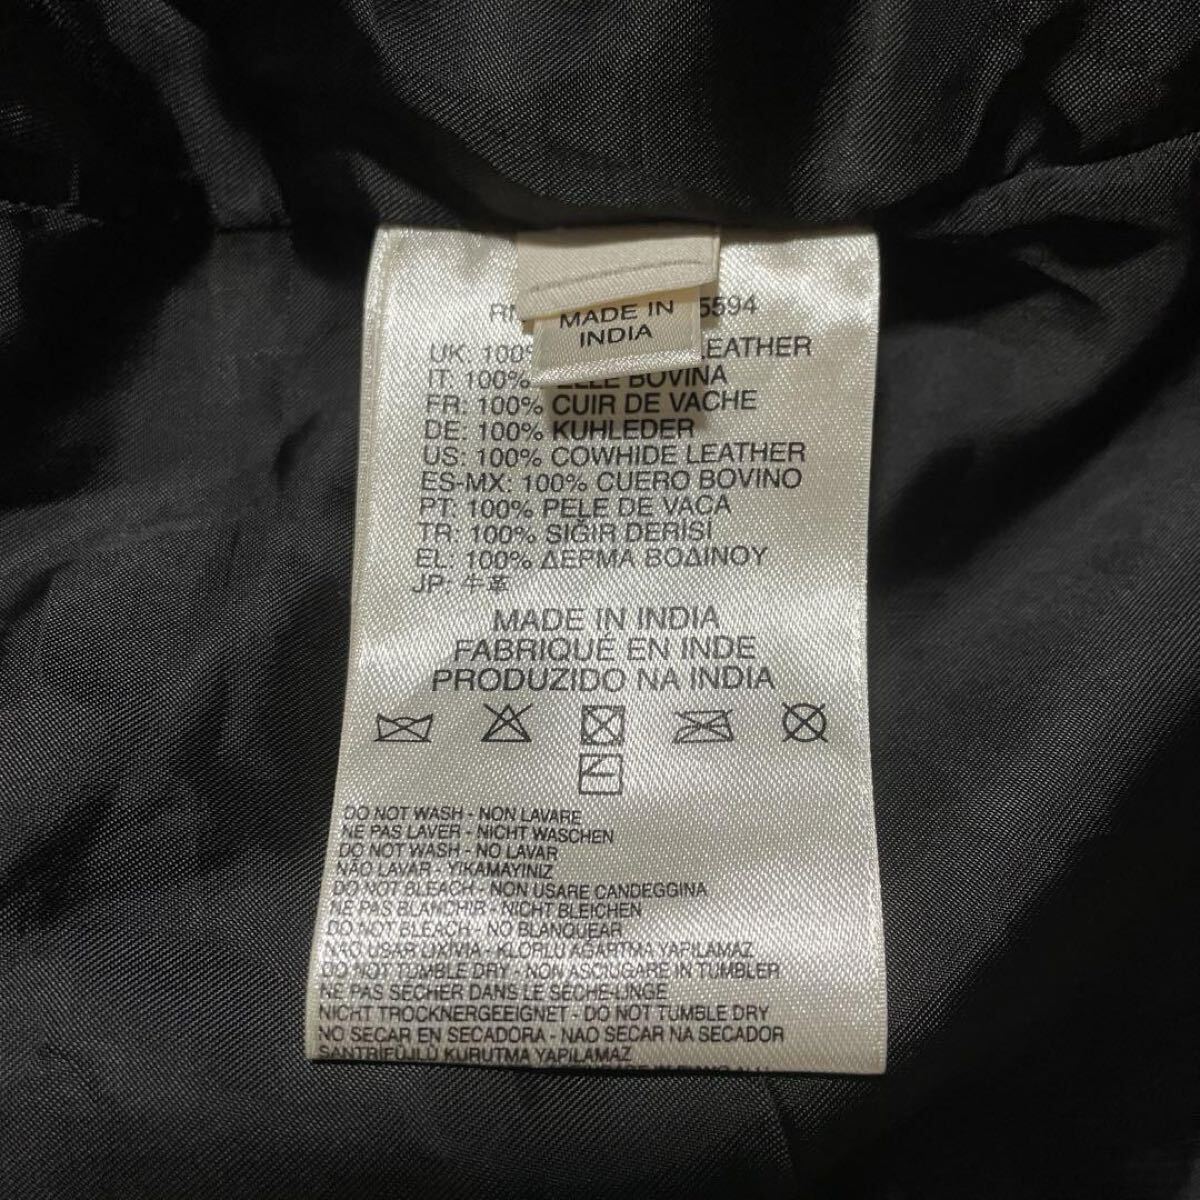 5594
MADE IN
INDIA
UK: 100% LEATHER
IT: 100% PELLE BOVINA
FR: 100% CUIR DE VACHE
DE: 100% KUHLEDER
US: 100% COWHIDE LEATHER
ES-MX: 100% CUERO BOVINO
PT: 100% PELE DE VACA
TR: 100% SIĞIR DERİSİ
EL: 100% ΔΕΡΜΑ ΒΟΔΙΝΟΥ
JP: 牛革
MADE IN INDIA
FABRIQUÉ EN INDE
PRODUZIDO NA INDIA
DO NOT WASH - NON LAVARE
NE PAS LAVER - NICHT WASCHEN
DO NOT WASH - NO LAVAR
NÃO LAVAR - YIKAMAYINIZ
DO NOT BLEACH - NON USARE CANDEGGINA
NE PAS BLANCHIR - NICHT BLEICHEN
DO NOT BLEACH - NO BLANQUEAR
NÃO USAR LIXIVIA - KLORLU AGARTMA YAPILAMAZ
DO NOT TUMBLE DRY - NON ASCIUGARE IN TUMBLER
NE PAS SÉCHER DANS LE SÈCHE-LINGE
NICHT TROCKNERGEEIGNET - DO NOT TUMBLE DRY
NO SECAR EN SECADORA - NAO SECAR NA SECADOR
SANTRİFÜJLÜ KURUTMA YAPILAMAZ